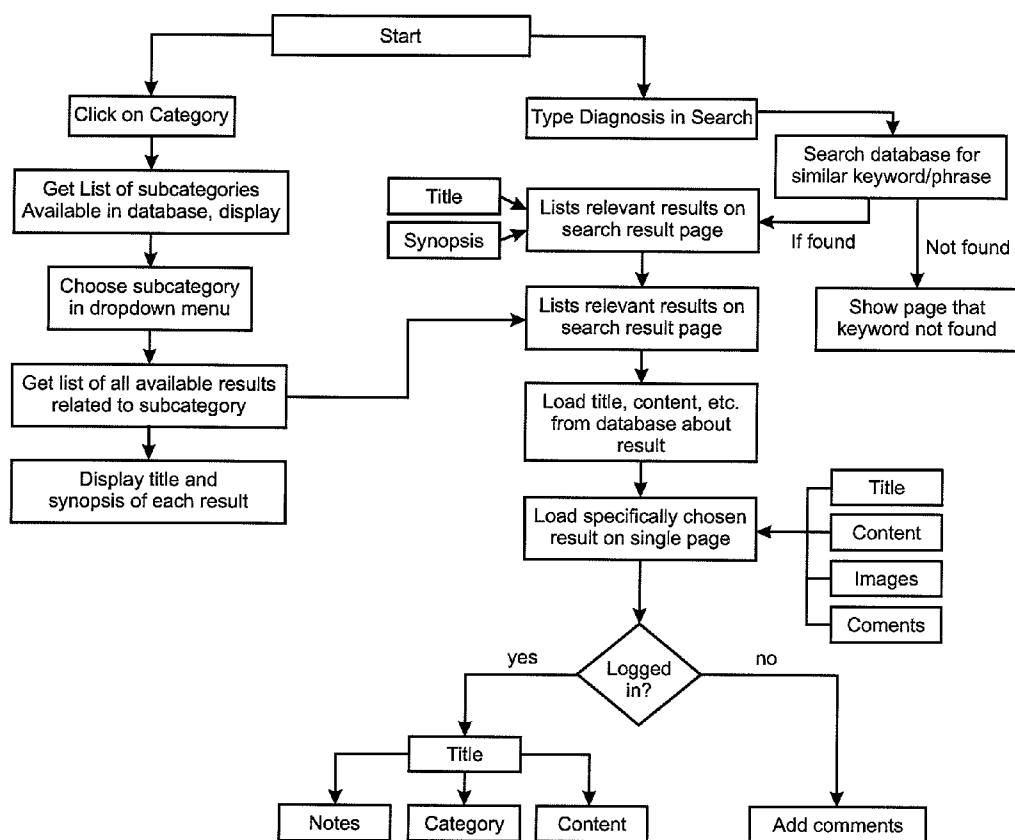 Start
Click on Category
Type Diagnosis in Search
Search database for
similar keyword/phrase
Get List of subcategories
Available in database, display
Title
Synopsis
Lists relevant results on
search result page
If found
Not found
Choose subcategory
in dropdown menu
Lists relevant results on
search result page
Show page that
keyword not found
Get list of all available results
related to subcategory
Load title, content, etc.
from database about
result
Display title and
synopsis of each result
Load specifically chosen
result on single page
Title
Content
Images
Coments
yes
Logged
in?
no
Title
Notes
Category
Content
Add comments